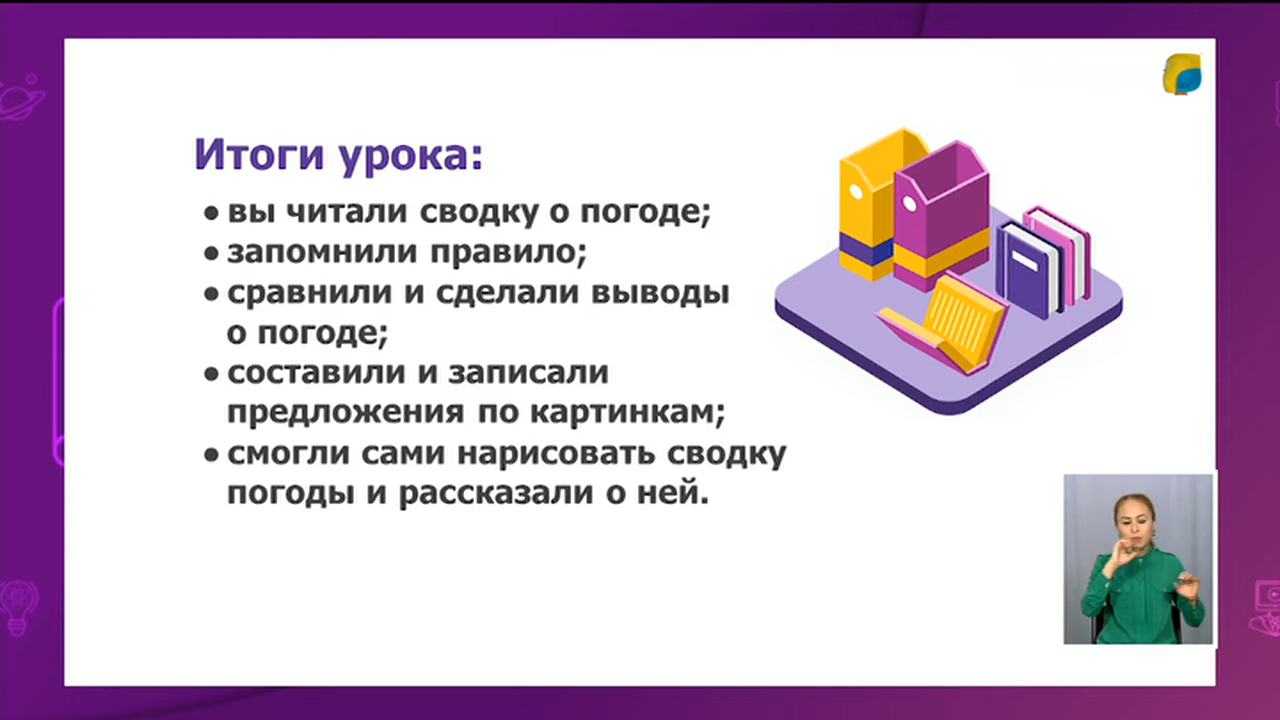 Итоги урока:
● вы читали сводку о погоде;
● запомнили правило;
● сравнили и сделали выводы
о погоде;
● составили и записали
предложения по картинкам;
● смогли сами нарисовать сводку
погоды и рассказали о ней.